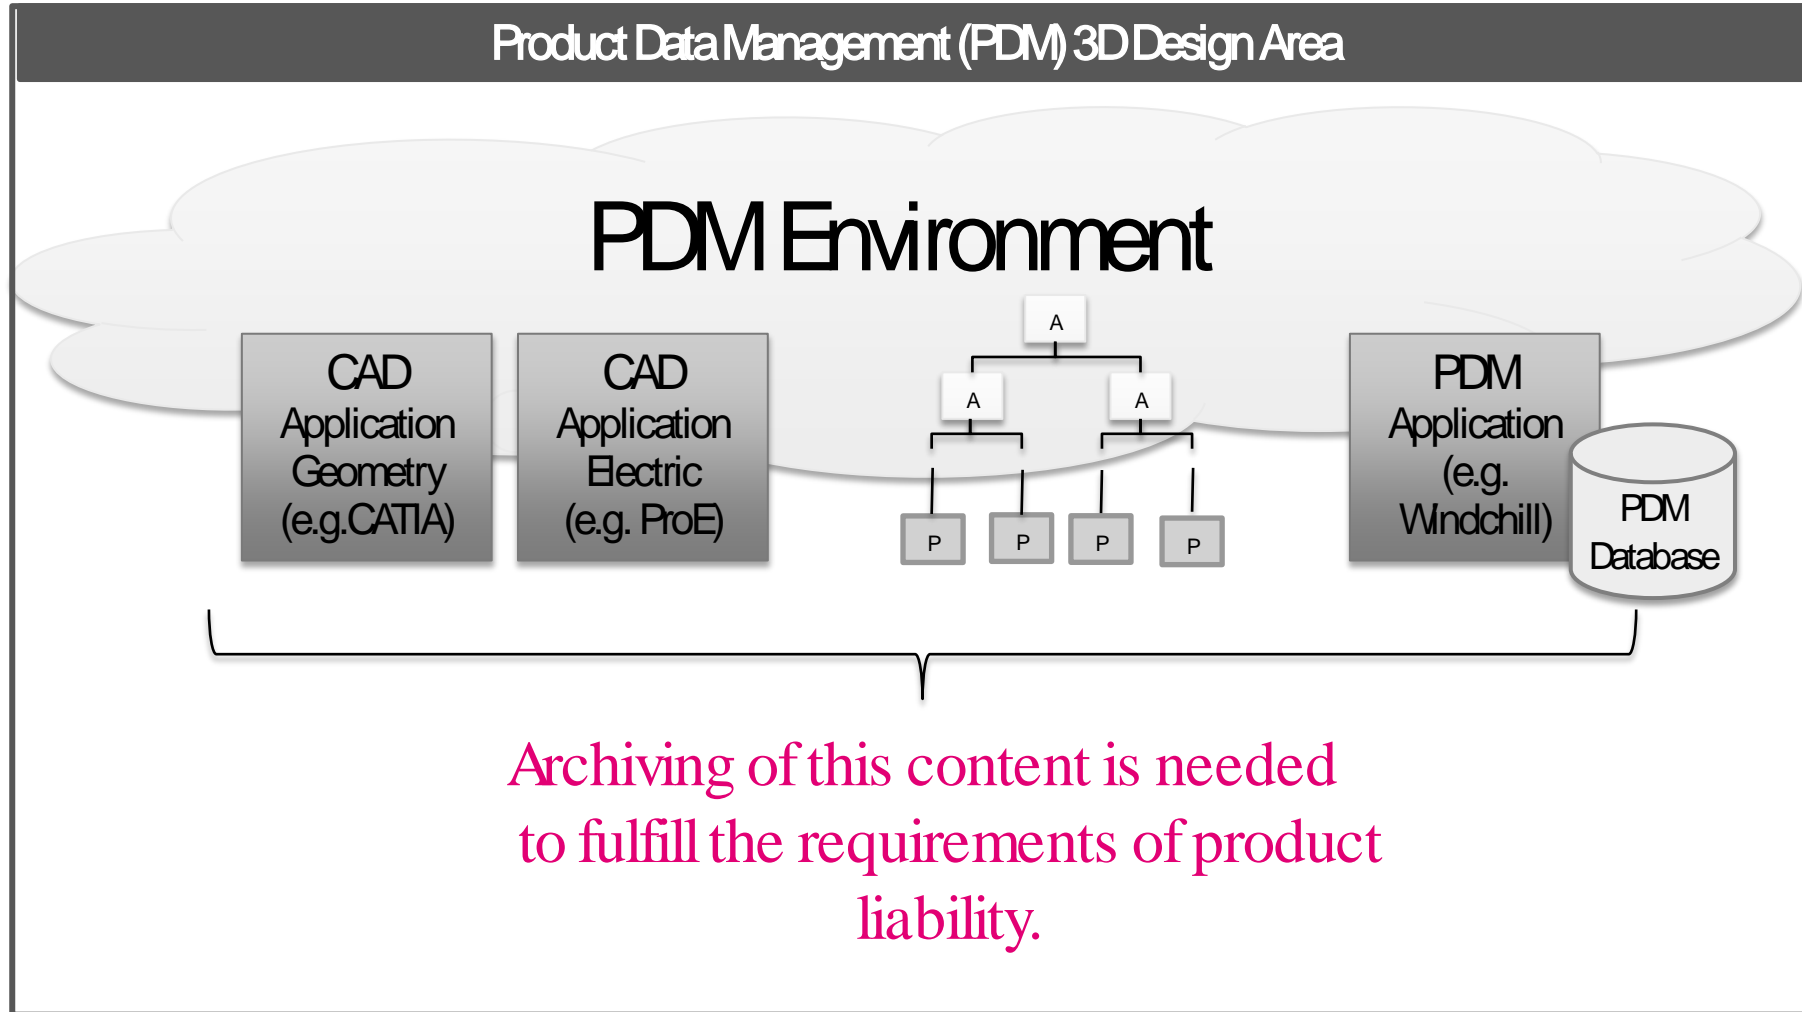 Product Data Management (PDM) 3D Design Area
PDM Environment
CAD
Application
Geometry
(e.g.CATIA)
CAD
Application
Electric
(e.g. ProE)
A
A
A
P
P
P
P
PDM
Application
(e.g.
Windchill)
PDM
Database
Archiving of this content is needed
to fulfill the requirements of product
liability.